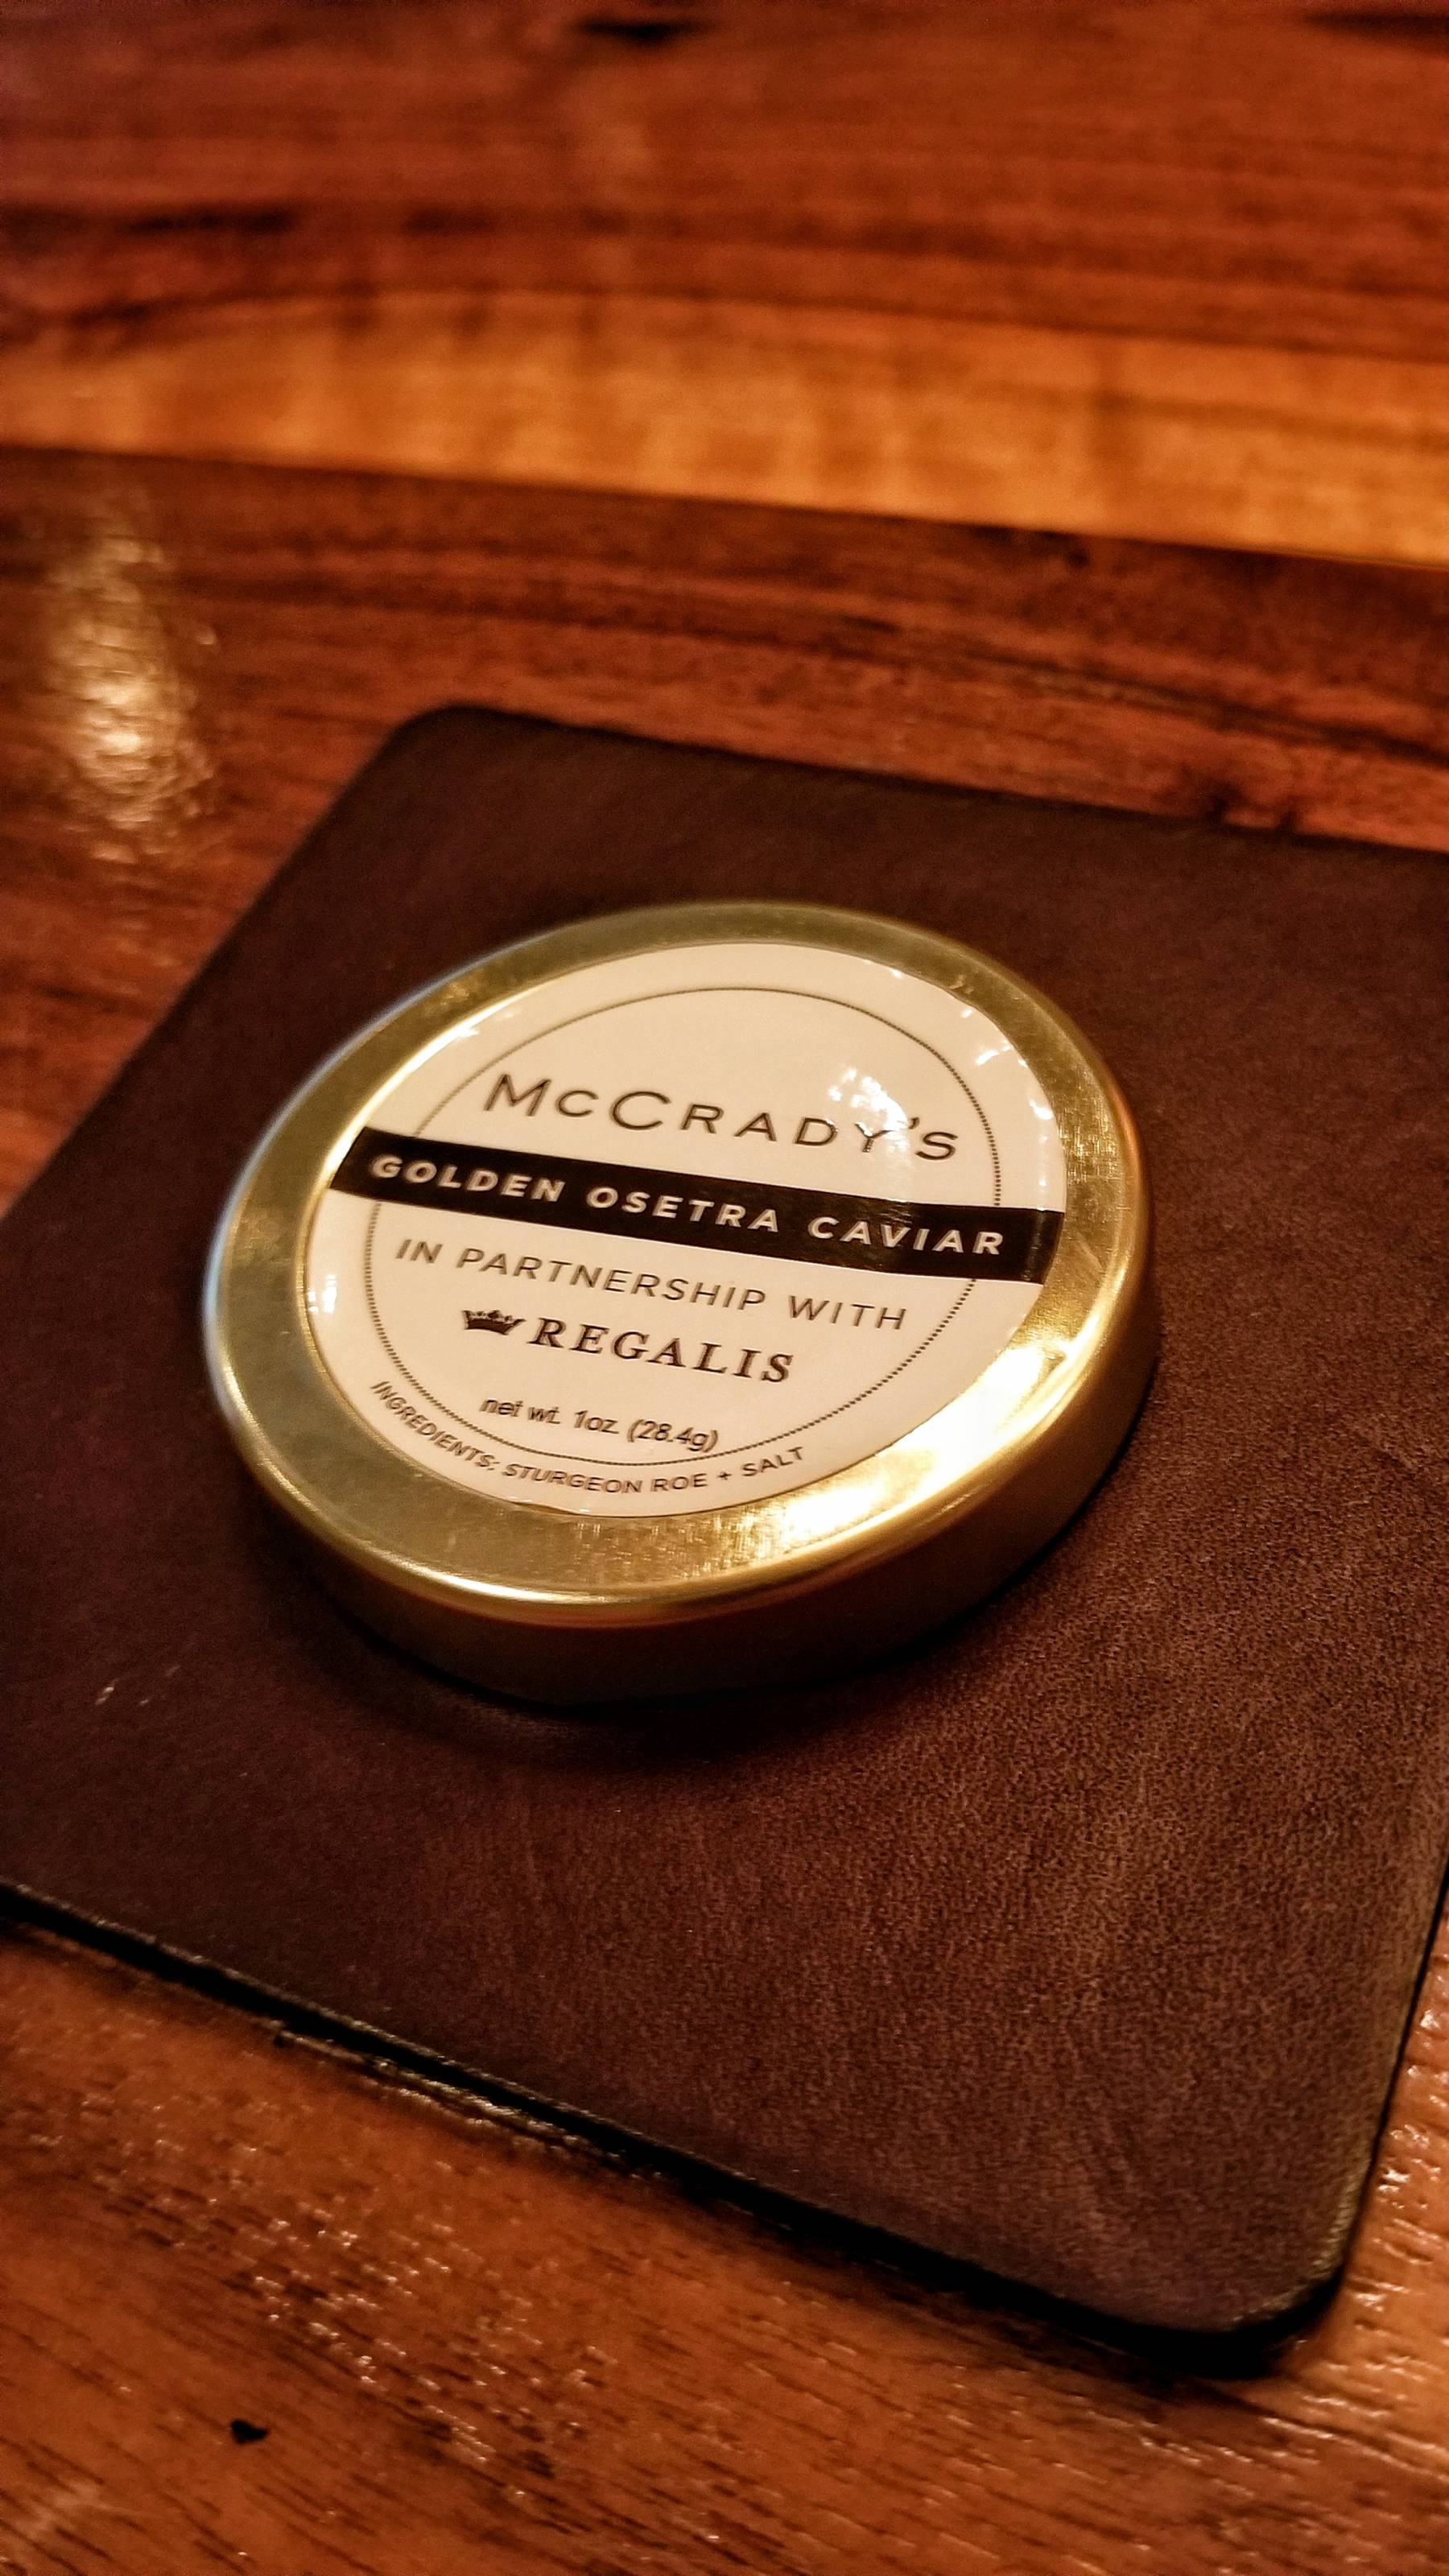 McCRADY'S
GOLDEN OSETRA CAVIAR
IN PARTNERSHIP WITH
REGALIS
net wt. 1oz. (28.4g)
INGREDIENTS: STURGEON ROE + SALT